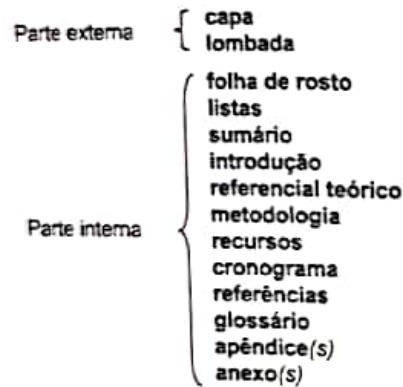 Parte externa
capa
lombada
Parte interna
folha de rosto
listas
sumário
introdução
referencial teórico
metodologia
recursos
cronograma
referências
glossário
apêndice(s)
anexo(s)